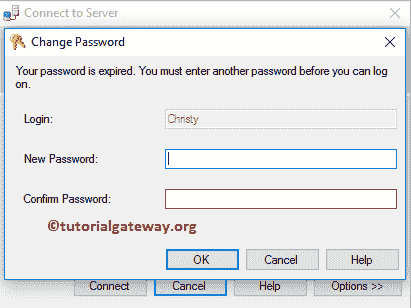 Connect to Server
Change Password
Your password is expired. You must enter another password before you can log
on.
Login:
Christy
New Password:
Confirm Password:
©tutorialgateway.org
OK
Cancel
Help
Connect
Cancel
Help
Options >>